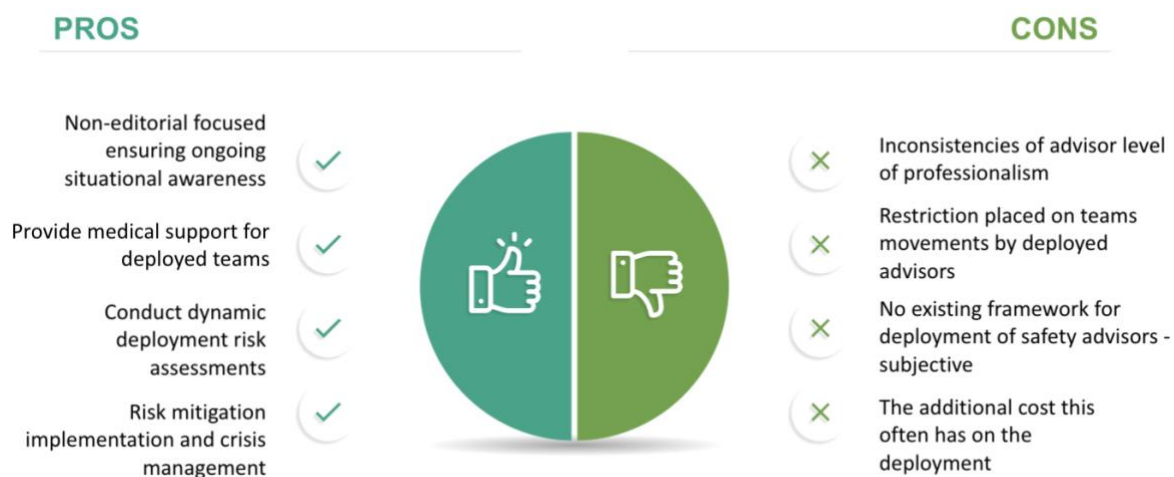 PROS
Non-editorial focused
ensuring ongoing
situational awareness
Provide medical support for
deployed teams
Conduct dynamic
deployment risk
assessments
Risk mitigation
implementation and crisis
management
CONS
Inconsistencies of advisor level
of professionalism
Restriction placed on teams
movements by deployed
advisors
No existing framework for
deployment of safety advisors -
subjective
The additional cost this
often has on the
deployment